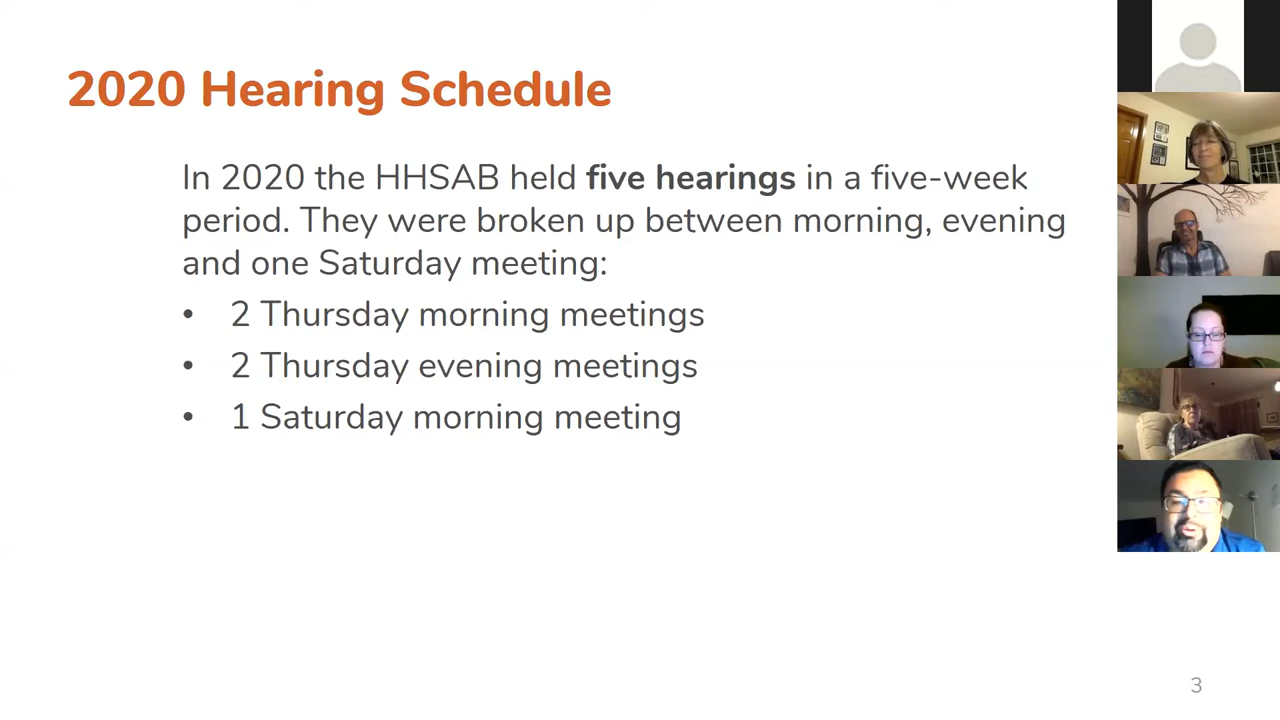 2020 Hearing Schedule
In 2020 the HHSAB held five hearings in a five-week
period. They were broken up between morning, evening
and one Saturday meeting:
• 2 Thursday morning meetings
• 2 Thursday evening meetings
• 1 Saturday morning meeting
3